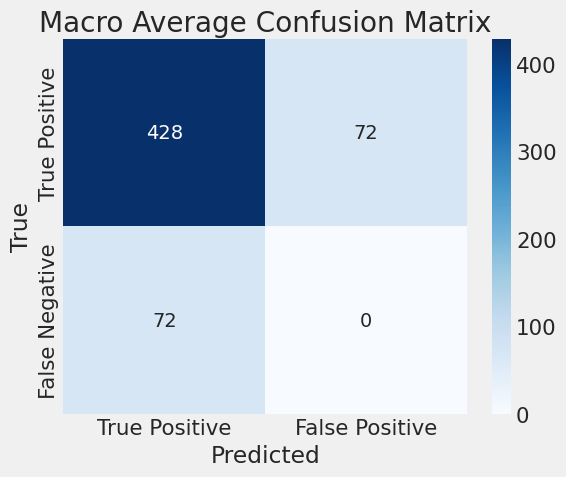 Macro Average Confusion Matrix
True
True Positive
False Negative
428
72
72
0
True Positive
False Positive
Predicted
400
300
200
100
0